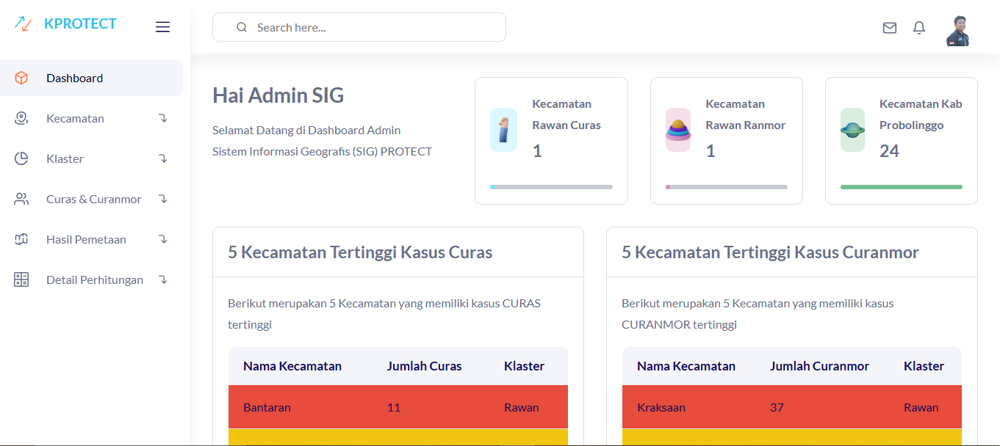 KPROTECT
Search here...
Dashboard
Kecamatan
Klaster
Curas & Curanmor
Hasil Pemetaan
Detail Perhitungan
Hai Admin SIG
Selamat Datang di Dashboard Admin
Sistem Informasi Geografis (SIG) PROTECT
Kecamatan
Rawan Curas
1
Kecamatan
Rawan Ranmor
1
Kecamatan Kab
Probolinggo
24
5 Kecamatan Tertinggi Kasus Curas
Berikut merupakan 5 Kecamatan yang memiliki kasus CURAS
tertinggi
Nama Kecamatan Jumlah Curas Klaster
Bantaran 11 Rawan
5 Kecamatan Tertinggi Kasus Curanmor
Berikut merupakan 5 Kecamatan yang memiliki kasus
CURANMOR tertinggi
Nama Kecamatan Jumlah Curanmor Klaster
Kraksaan 37 Rawan